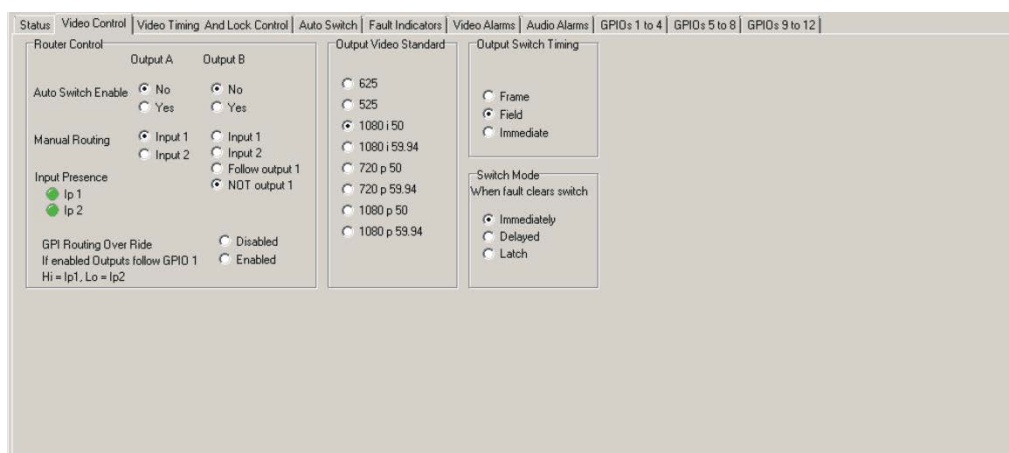 Status Video Control Video Timing And Lock Control Auto Switch Fault Indicators Video Alarms Audio Alarms GPIOs 1 to 4 GPIOs 5 to 8 GPIOs 9 to 12
Router Control
Output A Output B
Auto Switch Enable No No
Yes Yes
Manual Routing Input 1 Input 1
Input 2 Input 2
Follow output 1
NOT output 1
Input Presence
Ip 1
Ip 2
GPI Routing Over Ride Disabled
If enabled Outputs follow GPIO 1 Enabled
Hi = Ip1, Lo = Ip2
Output Video Standard
625
525
1080 i 50
1080 i 59.94
720 p 50
720 p 59.94
1080 p 50
1080 p 59.94
Output Switch Timing
Frame
Field
Immediate
Switch Mode
When fault clears switch
Immediately
Delayed
Latch